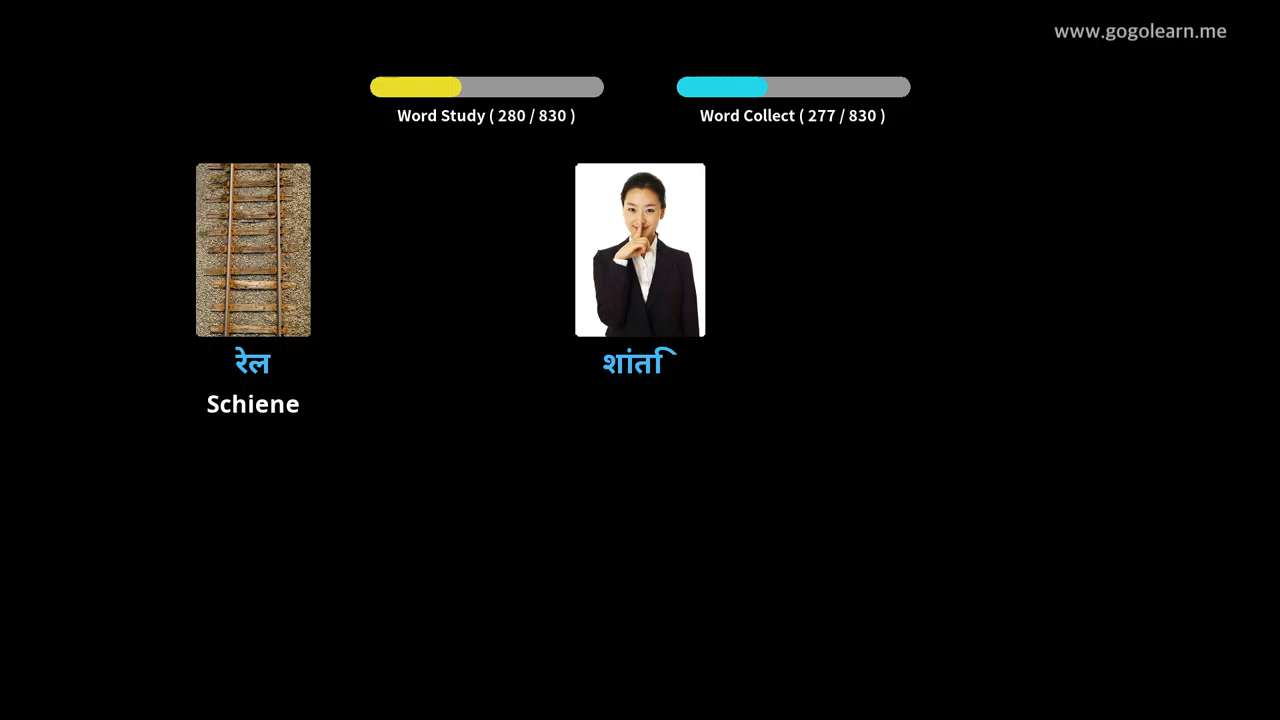 www.gogolearn.me
Word Study ( 280 / 830 )
Word Collect ( 277 / 830 )
रेल
शांति
Schiene